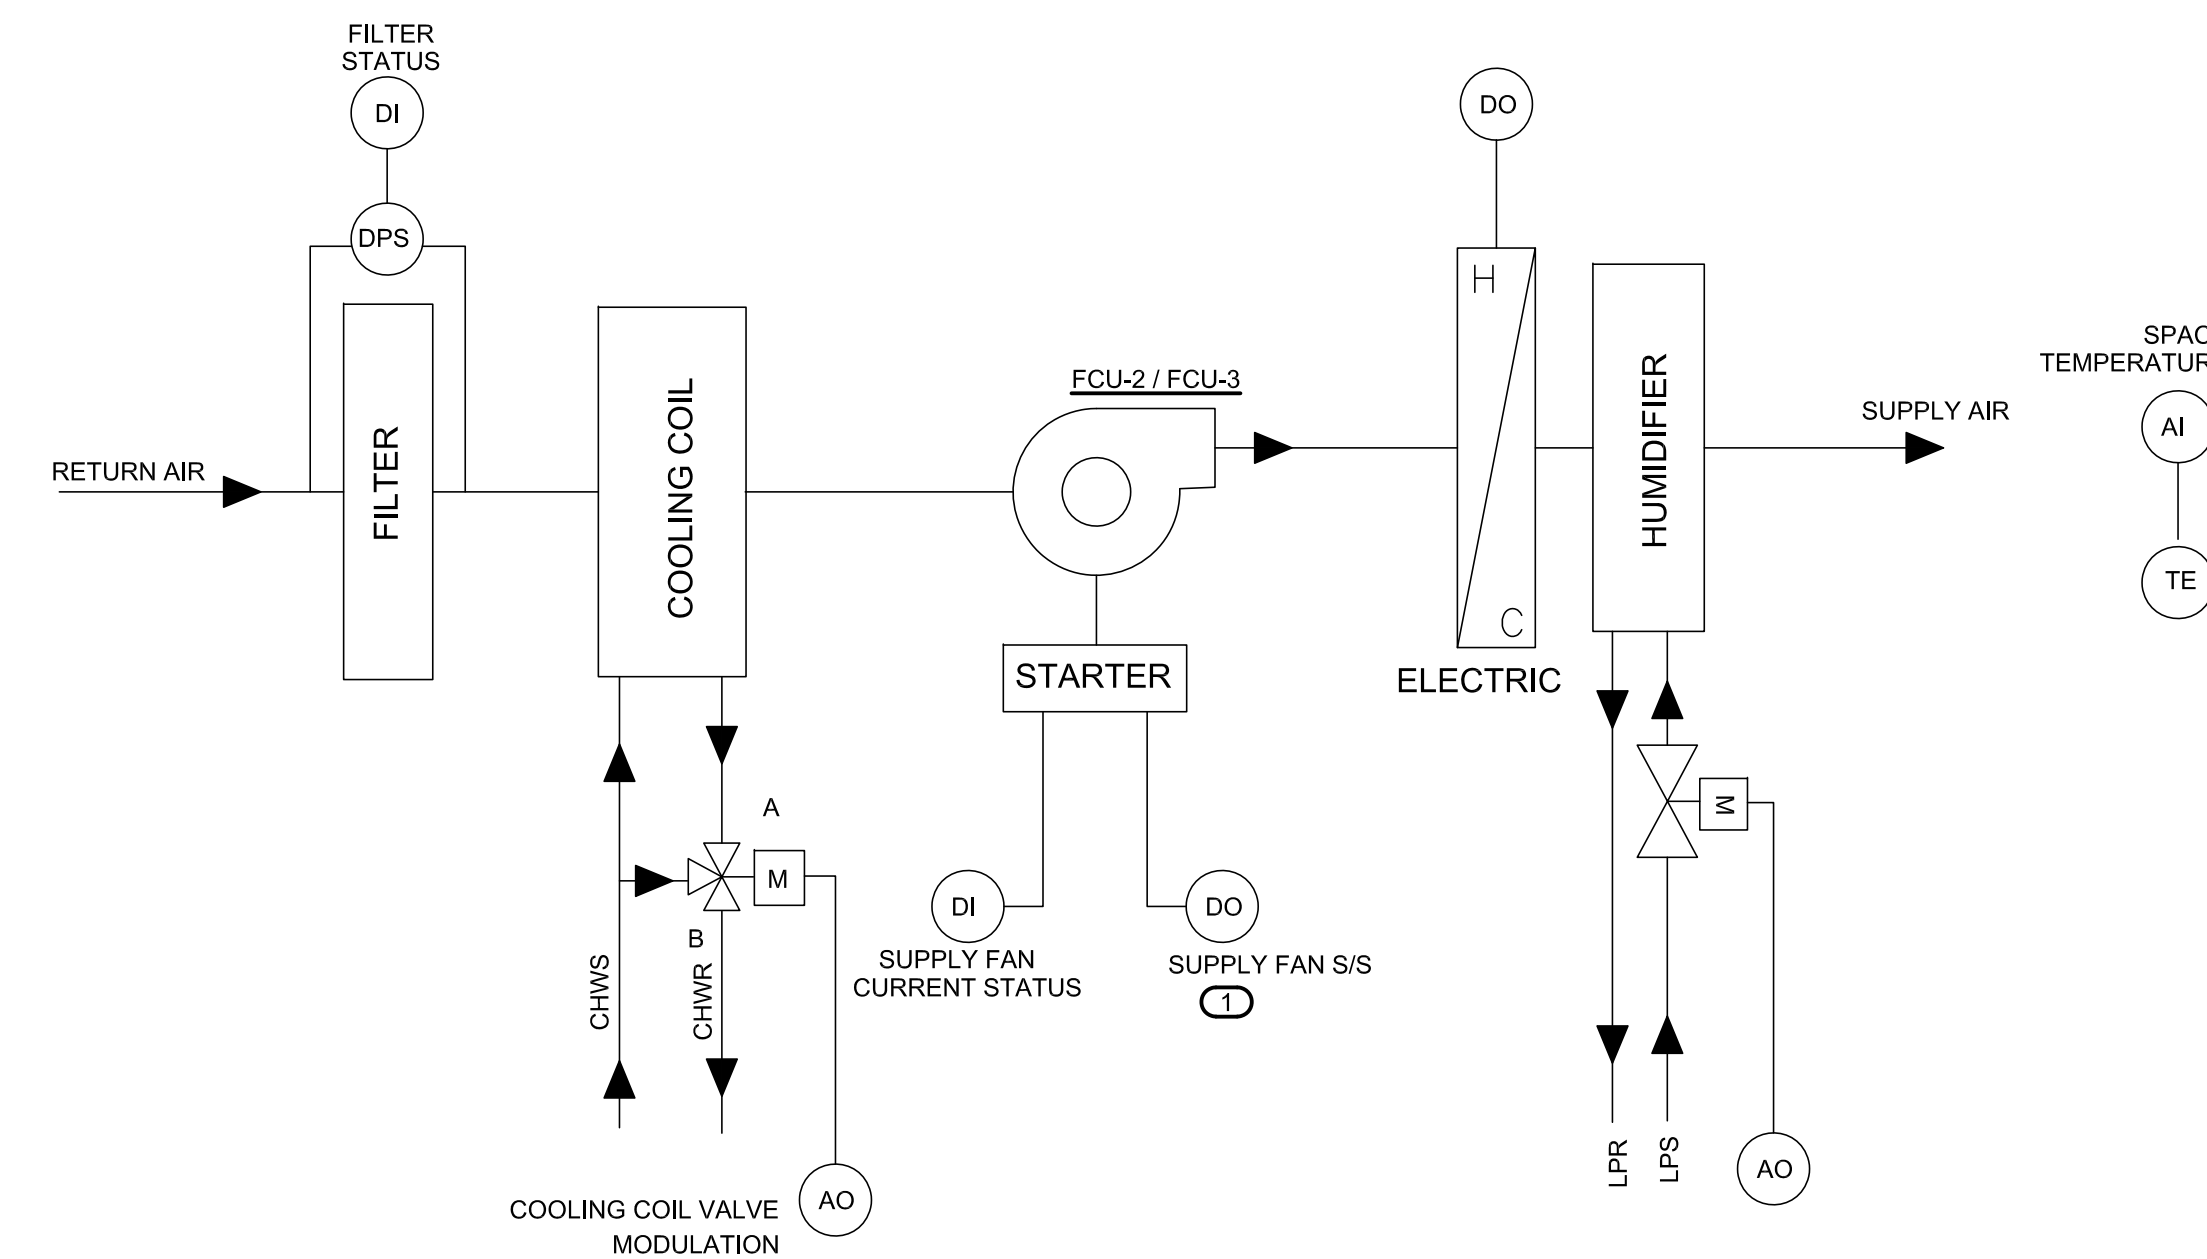 FILTER
STATUS
DI
DPS
DO
H
C
ELECTRIC
RETURN AIR
FILTER
COOLING COIL
FCU-2 / FCU-3
HUMIDIFIER
SUPPLY AIR
SPAC
TEMPERATUR
AI
TE
STARTER
A
M
B
CHWS
CHWR
DI
SUPPLY FAN
CURRENT STATUS
DO
SUPPLY FAN S/S
1
M
LPR
LPS
AO
AO
COOLING COIL VALVE
MODULATION